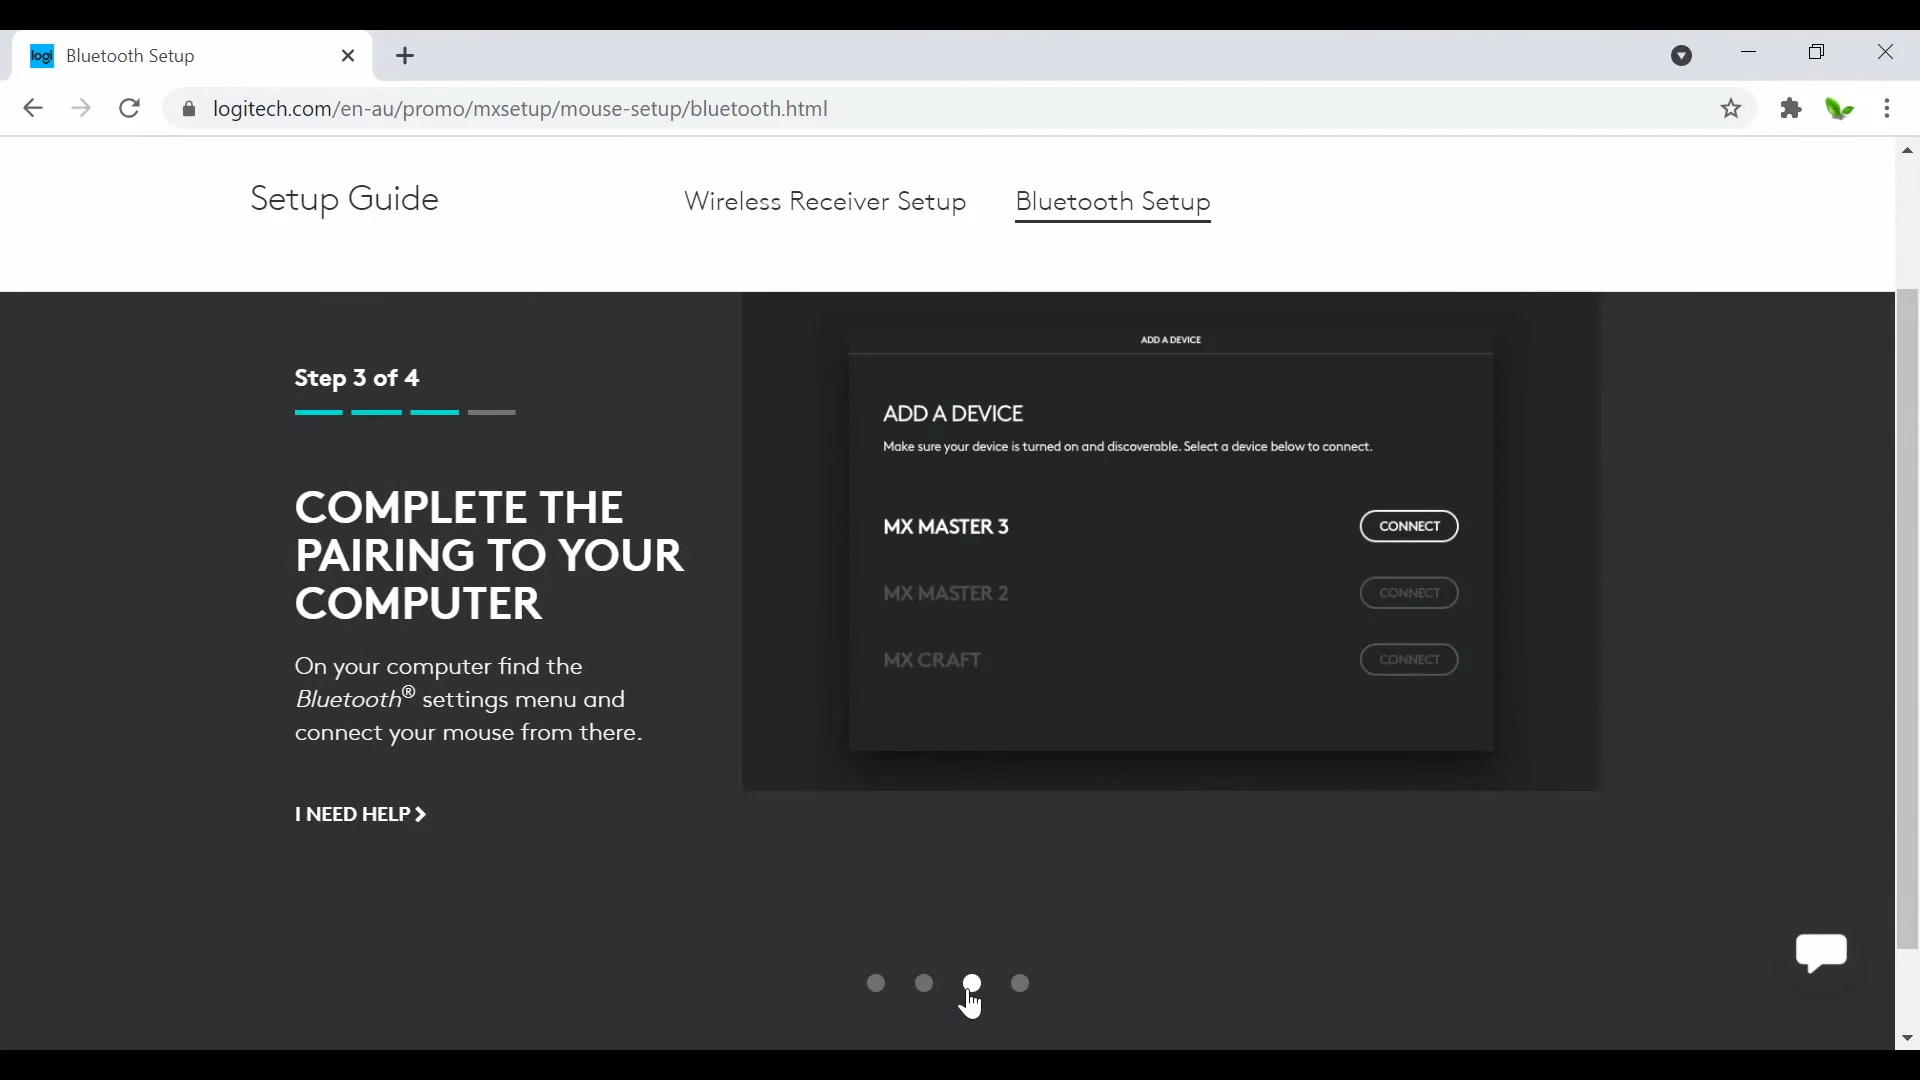 logi Bluetooth Setup
logitech.com/en-au/promo/mxsetup/mouse-setup/bluetooth.html
Setup Guide
Wireless Receiver Setup
Bluetooth Setup
Step 3 of 4
COMPLETE THE
PAIRING TO YOUR
COMPUTER
On your computer find the
Bluetooth® settings menu and
connect your mouse from there.
I NEED HELP
ADD A DEVICE
ADD A DEVICE
Make sure your device is turned on and discoverable. Select a device below to connect.
MX MASTER 3 CONNECT
MX MASTER 2 CONNECT
MX CRAFT CONNECT